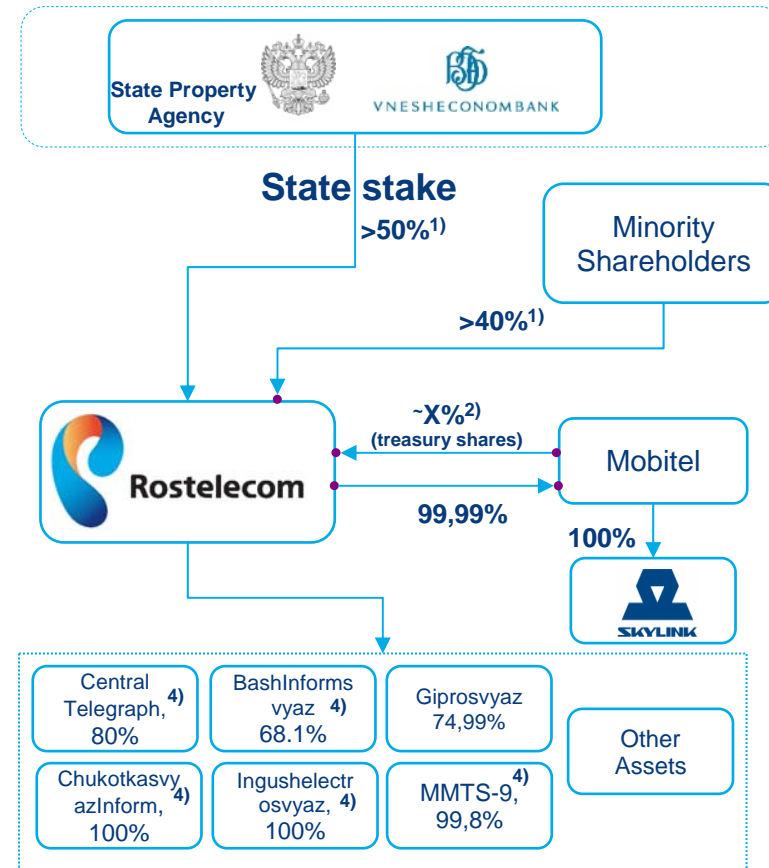 State Property
Agency
VNESHECONOMBANK
State stake
>50%1)
Minority
Shareholders
>40%1)
~X%2)
(treasury shares)
Rostelecom
Mobitel
99,99%
100%
SKYLINK
Central
Telegraph, 4)
80%
BashInforms
vyaz 4)
68.1%
Giprosvyaz
74,99%
Other
Assets
Chukotkasvy
azInform, 4)
100%
Ingushelectr
osvyaz, 4)
100%
MMTS-9, 4)
99,8%